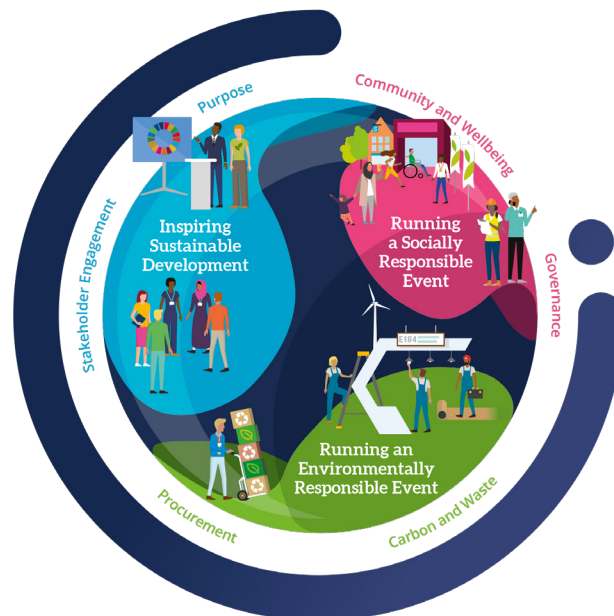 Purpose
Community and Wellbeing
Stakeholder Engagement
Inspiring
Sustainable
Development
Running
a Socially
Responsible
Event
Governance
E184
Running an
Environmentally
Responsible Event
Procurement
Carbon and Waste